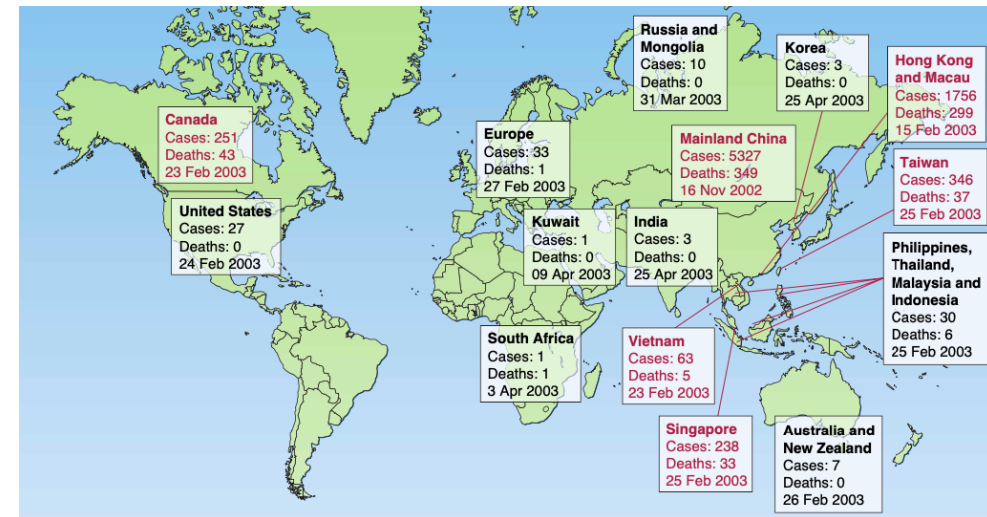 Russia and
Mongolia
Cases: 10
Deaths: 0
31 Mar 2003
Korea
Cases: 3
Deaths: 0
25 Apr 2003
Hong Kong
and Macau
Cases: 1756
Deaths: 299
15 Feb 2003
Canada
Cases: 251
Deaths: 43
23 Feb 2003
Europe
Cases: 33
Deaths: 1
27 Feb 2003
Mainland China
Cases: 5327
Deaths: 349
16 Nov 2002
Taiwan
Cases: 346
Deaths: 37
25 Feb 2003
United States
Cases: 27
Deaths: 0
24 Feb 2003
Kuwait
Cases: 1
Deaths: 0
09 Apr 2003
India
Cases: 3
Deaths: 0
25 Apr 2003
Philippines,
Thailand,
Malaysia and
Indonesia
Cases: 30
Deaths: 6
25 Feb 2003
South Africa
Cases: 1
Deaths: 1
3 Apr 2003
Vietnam
Cases: 63
Deaths: 5
23 Feb 2003
Singapore
Cases: 238
Deaths: 33
25 Feb 2003
Australia and
New Zealand
Cases: 7
Deaths: 0
26 Feb 2003